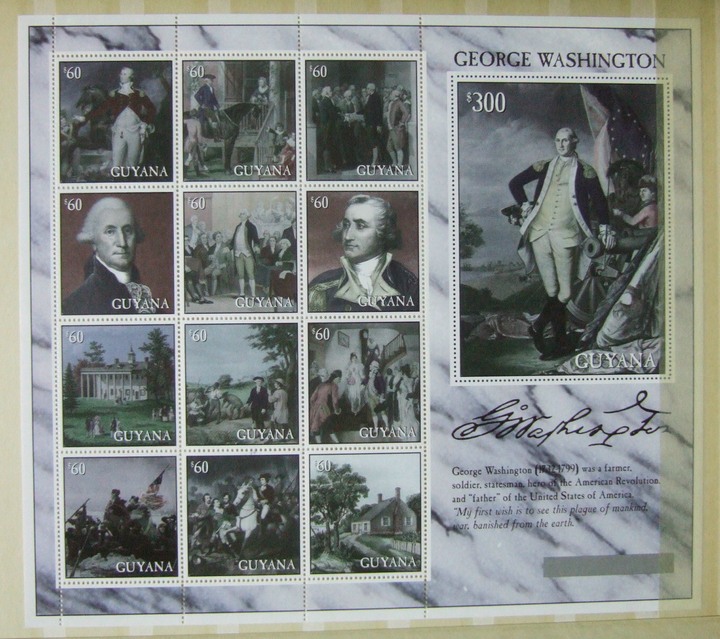 GEORGE WASHINGTON
$60 $60 $60
GUYANA GUYANA GUYANA
$60 $60 $60
GUYANA GUYANA GUYANA
$60 $60 $60
GUYANA GUYANA GUYANA
$60 $60 $60
GUYANA GUYANA GUYANA
$300
GUYANA
G:Washington
George Washington (1732-1799) was a farmer,
soldier, statesman, hero of the American Revolution
and "father" of the United States of America.
"My first wish is to see this plague of mankind,
war, banished from the earth.